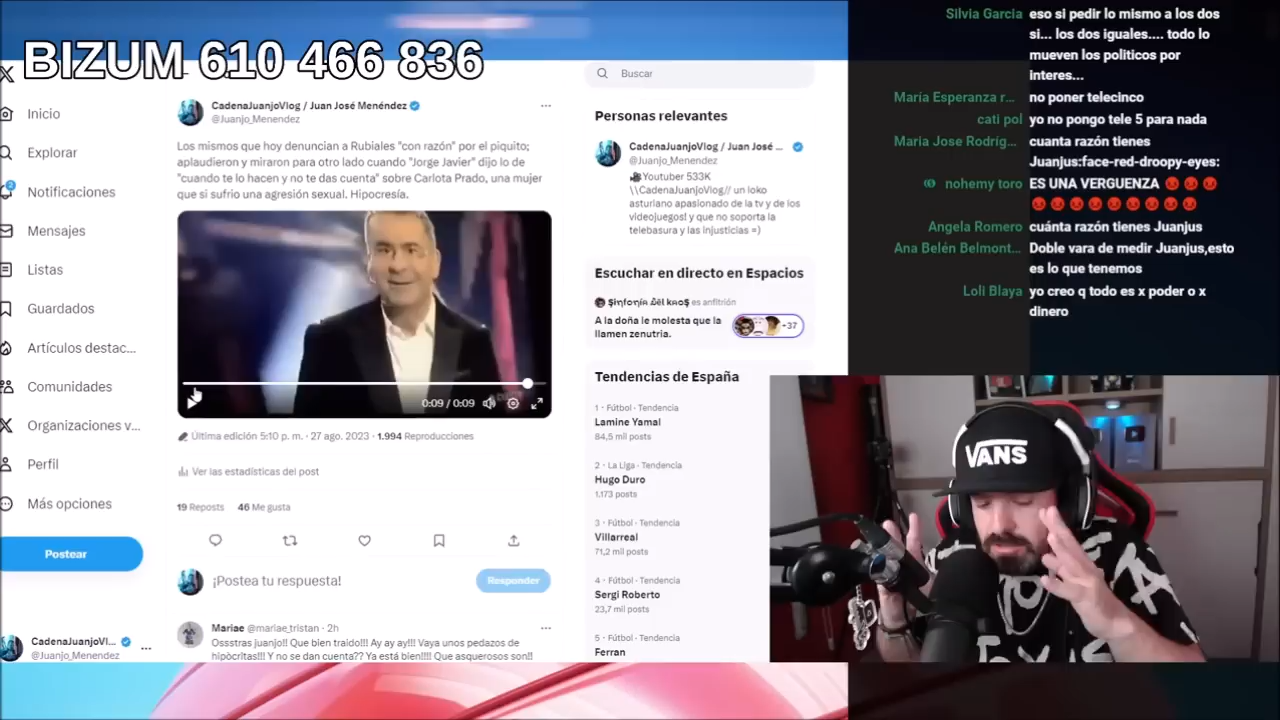 BIZUM 610 466 836
Inicio
Explorar
2
Notificaciones
Mensajes
Listas
Guardados
Artículos destac...
Comunidades
Organizaciones v...
Perfil
Más opciones
Postear
CadenaJuanjoVl...
@Juanjo_Menendez
CadenaJuanjoVlog / Juan José Menéndez
@Juanjo_Menendez
Los mismos que hoy denuncian a Rubiales "con razón" por el piquito;
aplaudieron y miraron para otro lado cuando "Jorge Javier" dijo lo de
"cuando te lo hacen y no te das cuenta" sobre Carlota Prado, una mujer
que si sufrio una agresión sexual. Hipocresía.
0:09 / 0:09
Última edición 5:10 p. m. · 27 ago. 2023 · 1.994 Reproducciones
Ver las estadísticas del post
19 Reposts 46 Me gusta
¡Postea tu respuesta!
Responder
Mariae @mariae_tristan · 2h
Ossstras juanjo!! Que bien traido!!! Ay ay ay!!! Vaya unos pedazos de
hipòcritas!!! Y no se dan cuenta?? Ya está bien!!!! Que asquerosos son!!
Buscar
Personas relevantes
CadenaJuanjoVlog / Juan José ...
@Juanjo_Menendez
Youtuber 533K
\\CadenaJuanjoVlog// un loko
asturiano apasionado de la tv y de los
videojuegos! y que no soporta la
telebasura y las injusticias =)
Escuchar en directo en Espacios
es anfitrión
A la doña le molesta que la
llamen zenutria.
+37
Tendencias de España
1 · Fútbol · Tendencia
Lamine Yamal
84,5 mil posts
2 · La Liga · Tendencia
Hugo Duro
1.173 posts
3 · Fútbol · Tendencia
Villarreal
71,2 mil posts
4 · Fútbol · Tendencia
Sergi Roberto
23,7 mil posts
5 · Fútbol · Tendencia
Ferran
Silvia Garcia eso si pedir lo mismo a los dos
si... los dos iguales.... todo lo
mueven los politicos por
interes...
María Esperanza r... no poner telecinco
cati pol yo no pongo tele 5 para nada
Maria Jose Rodríg... cuanta razón tienes
Juanjus:face-red-droopy-eyes:
nohemy toro ES UNA VERGUENZA
Angela Romero cuánta razón tienes Juanjus
Ana Belén Belmont... Doble vara de medir Juanjus,esto
es lo que tenemos
Loli Blaya yo creo q todo es x poder o x
dinero
VANS